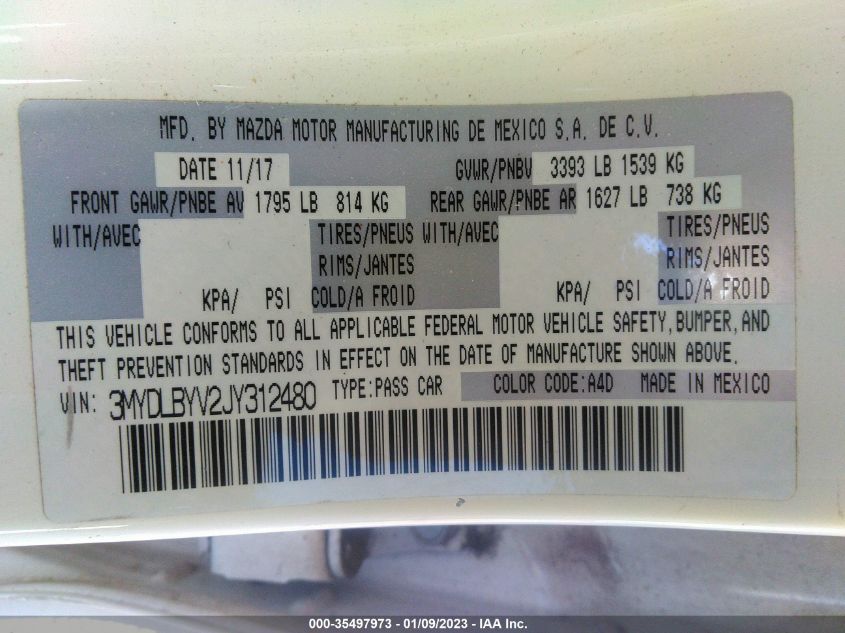 MFD. BY MAZDA MOTOR MANUFACTURING DE MEXICO S.A. DE C.V.
DATE 11/17 GVWR/PNBV 3393 LB 1539 KG
FRONT GAWR/PNBE AV 1795 LB 814 KG REAR GAWR/PNBE AR 1627 LB 738 KG
WITH/AVEC TIRES/PNEUS WITH/AVEC TIRES/PNEUS
RIMS/JANTES RIMS/JANTES
KPA/ PSI COLD/A FROID KPA/ PSI COLD/A FROID
THIS VEHICLE CONFORMS TO ALL APPLICABLE FEDERAL MOTOR VEHICLE SAFETY, BUMPER, AND
THEFT PREVENTION STANDARDS IN EFFECT ON THE DATE OF MANUFACTURE SHOWN ABOVE.
VIN: 3MYDLBYV2JY312480 TYPE:PASS CAR COLOR CODE:A4D MADE IN MEXICO
000-35497973 - 01/09/2023 - IAA Inc.